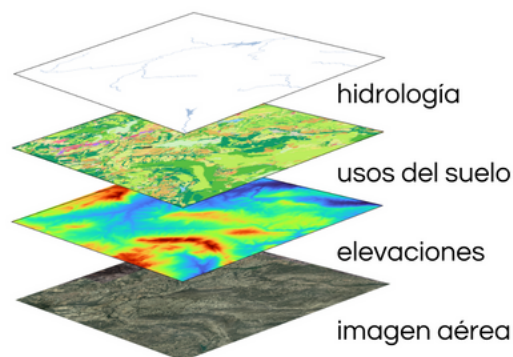 hidrología
usos del suelo
elevaciones
imagen aérea